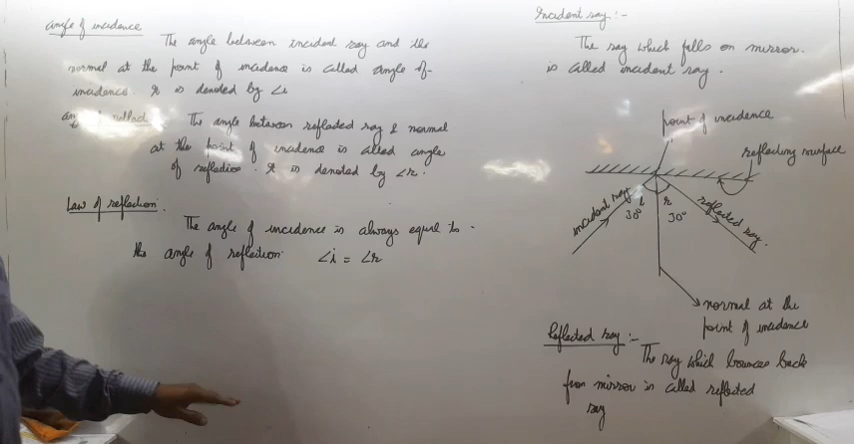 angle of incidence
The angle between incident ray and the
normal at the point of incidence is called angle of
incidence. It is denoted by ∠i
The angle between reflected ray & normal
at the point of incidence is called angle
of reflection. It is denoted by ∠r.
Law of reflection.
The angle of incidence is always equal to
the angle of reflection ∠i = ∠r
Incident ray :-
The ray which falls on mirror.
is called incident ray.
point of incidence
reflecting surface
incident ray
i r
30° 30°
reflected ray.
normal at the
point of incidence
Reflected ray :-
The ray which bounces back
from mirror is called reflected
ray